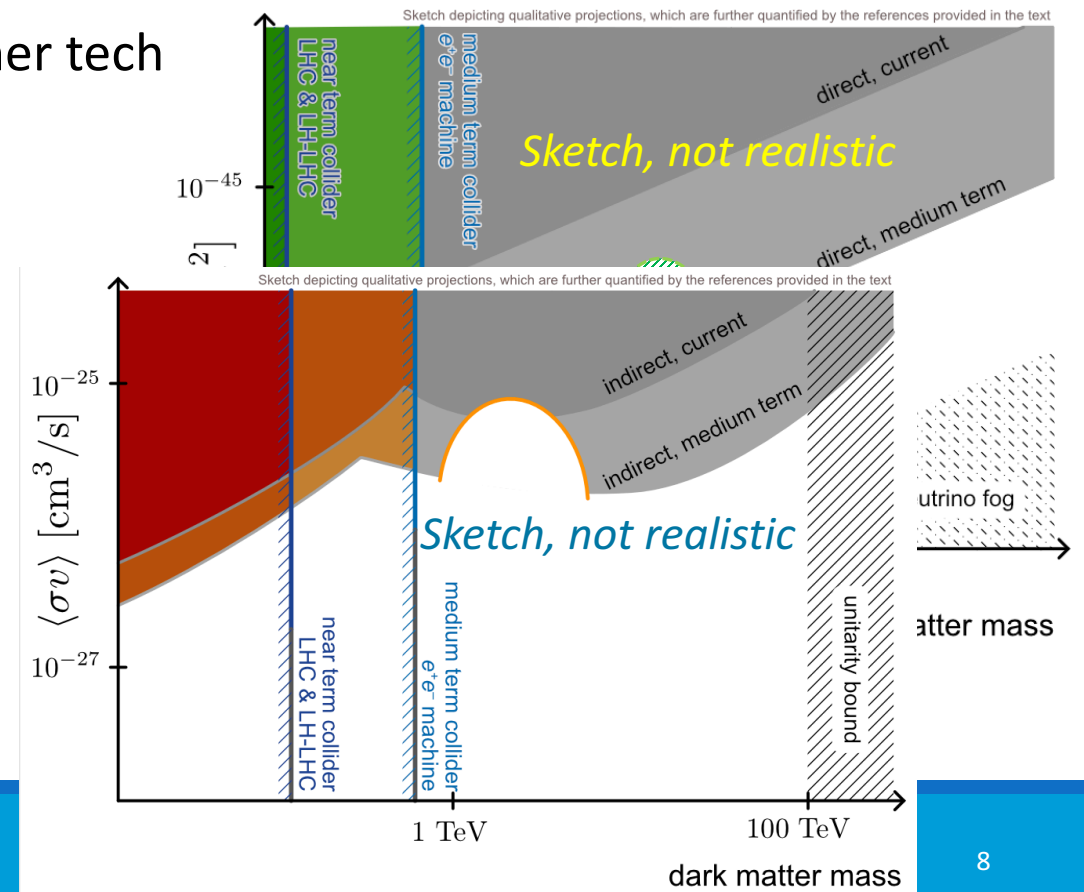 Sketch depicting qualitative projections, which are further quantified by the references provided in the text
tech
near term collider
LHC & LH-LHC
medium term collider
e⁺e⁻ machine
direct, current
Sketch, not realistic
10⁻⁴⁵
direct, medium term
2]
Sketch depicting qualitative projections, which are further quantified by the references provided in the text
indirect, current
10⁻²⁵
indirect, medium term
⟨σv⟩ [cm³/s]
fog
Sketch, not realistic
near term collider
LHC & LH-LHC
medium term collider
e⁺e⁻ machine
unitarity bound
mass
10⁻²⁷
1 TeV
100 TeV
dark matter mass
8